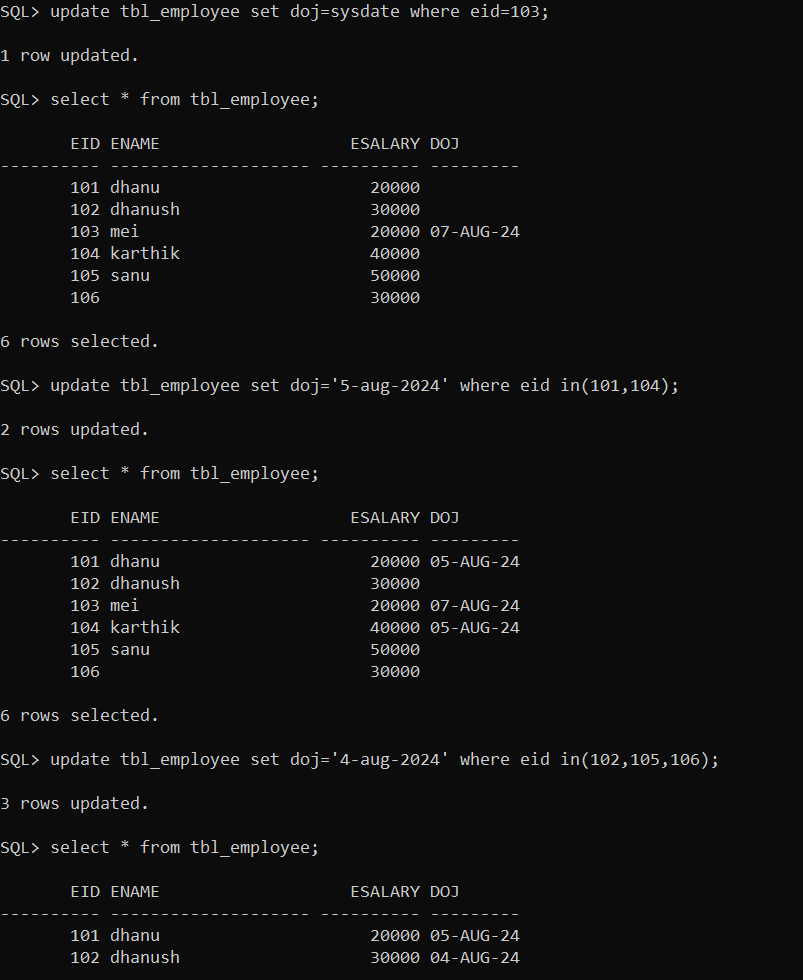 SQL> update tbl_employee set doj=sysdate where eid=103;
1 row updated.
SQL> select * from tbl_employee;
EID ENAME ESALARY DOJ
---------- -------------------- ---------- ---------
101 dhanu 20000
102 dhanush 30000
103 mei 20000 07-AUG-24
104 karthik 40000
105 sanu 50000
106 30000
6 rows selected.
SQL> update tbl_employee set doj='5-aug-2024' where eid in(101,104);
2 rows updated.
SQL> select * from tbl_employee;
EID ENAME ESALARY DOJ
---------- -------------------- ---------- ---------
101 dhanu 20000 05-AUG-24
102 dhanush 30000
103 mei 20000 07-AUG-24
104 karthik 40000 05-AUG-24
105 sanu 50000
106 30000
6 rows selected.
SQL> update tbl_employee set doj='4-aug-2024' where eid in(102,105,106);
3 rows updated.
SQL> select * from tbl_employee;
EID ENAME ESALARY DOJ
---------- -------------------- ---------- ---------
101 dhanu 20000 05-AUG-24
102 dhanush 30000 04-AUG-24